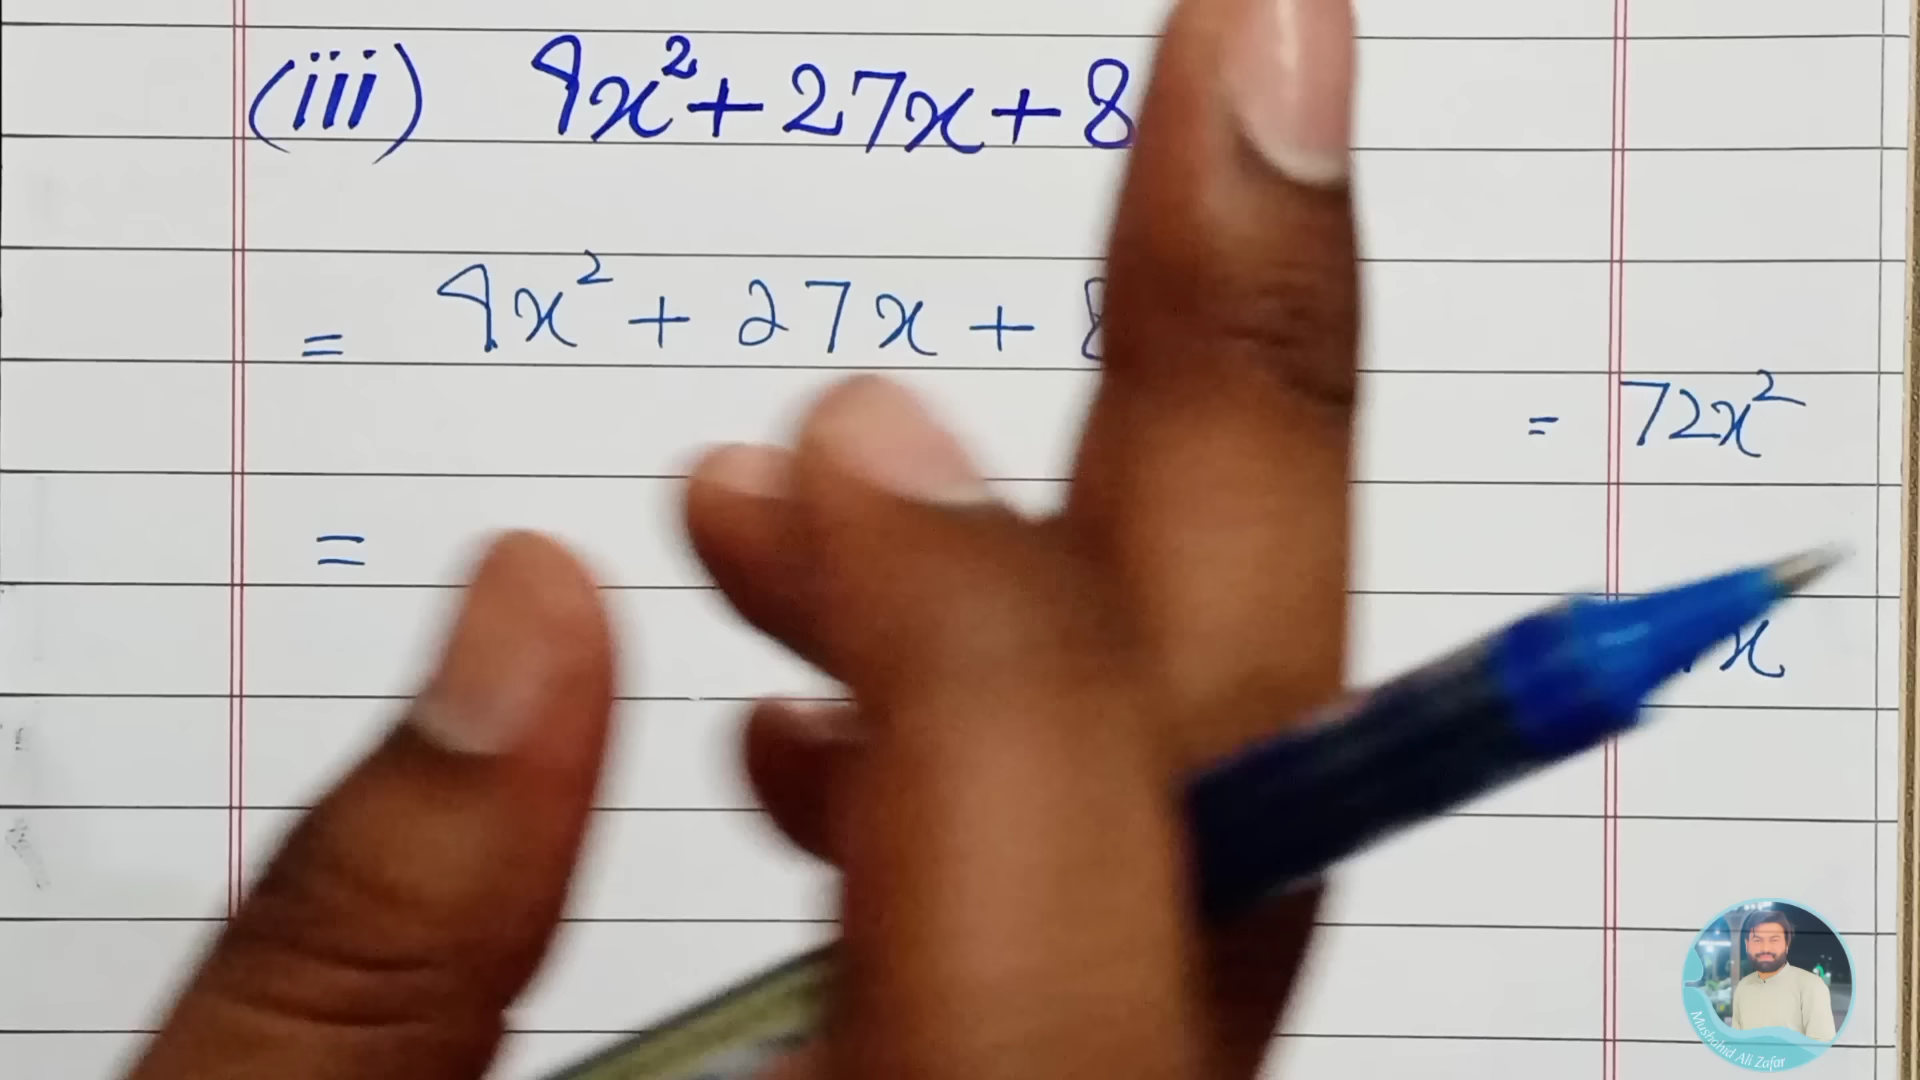 (iii) 9x² + 27x + 8
= 9x² + 27x + 8
= 72x²
=
x
Mushahid Ali Zafar